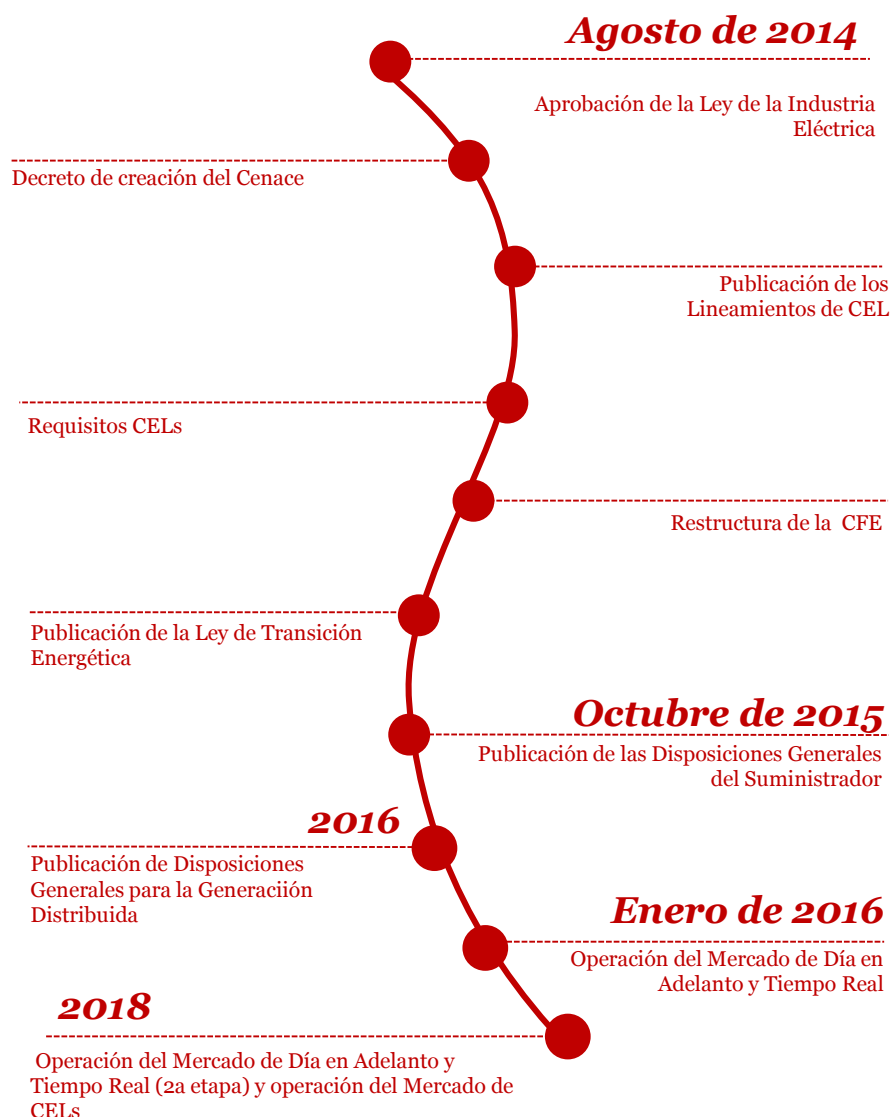 Agosto de 2014
Aprobación de la Ley de la Industria
Eléctrica
Decreto de creación del Cenace
Publicación de los
Lineamientos de CEL
Requisitos CELs
Restructura de la CFE
Publicación de la Ley de Transición
Energética
Octubre de 2015
Publicación de las Disposiciones Generales
del Suministrador
2016
Publicación de Disposiciones
Generales para la Generaciión
Distribuida
Enero de 2016
Operación del Mercado de Día en
Adelanto y Tiempo Real
2018
Operación del Mercado de Día en Adelanto y
Tiempo Real (2a etapa) y operación del Mercado de
CELs